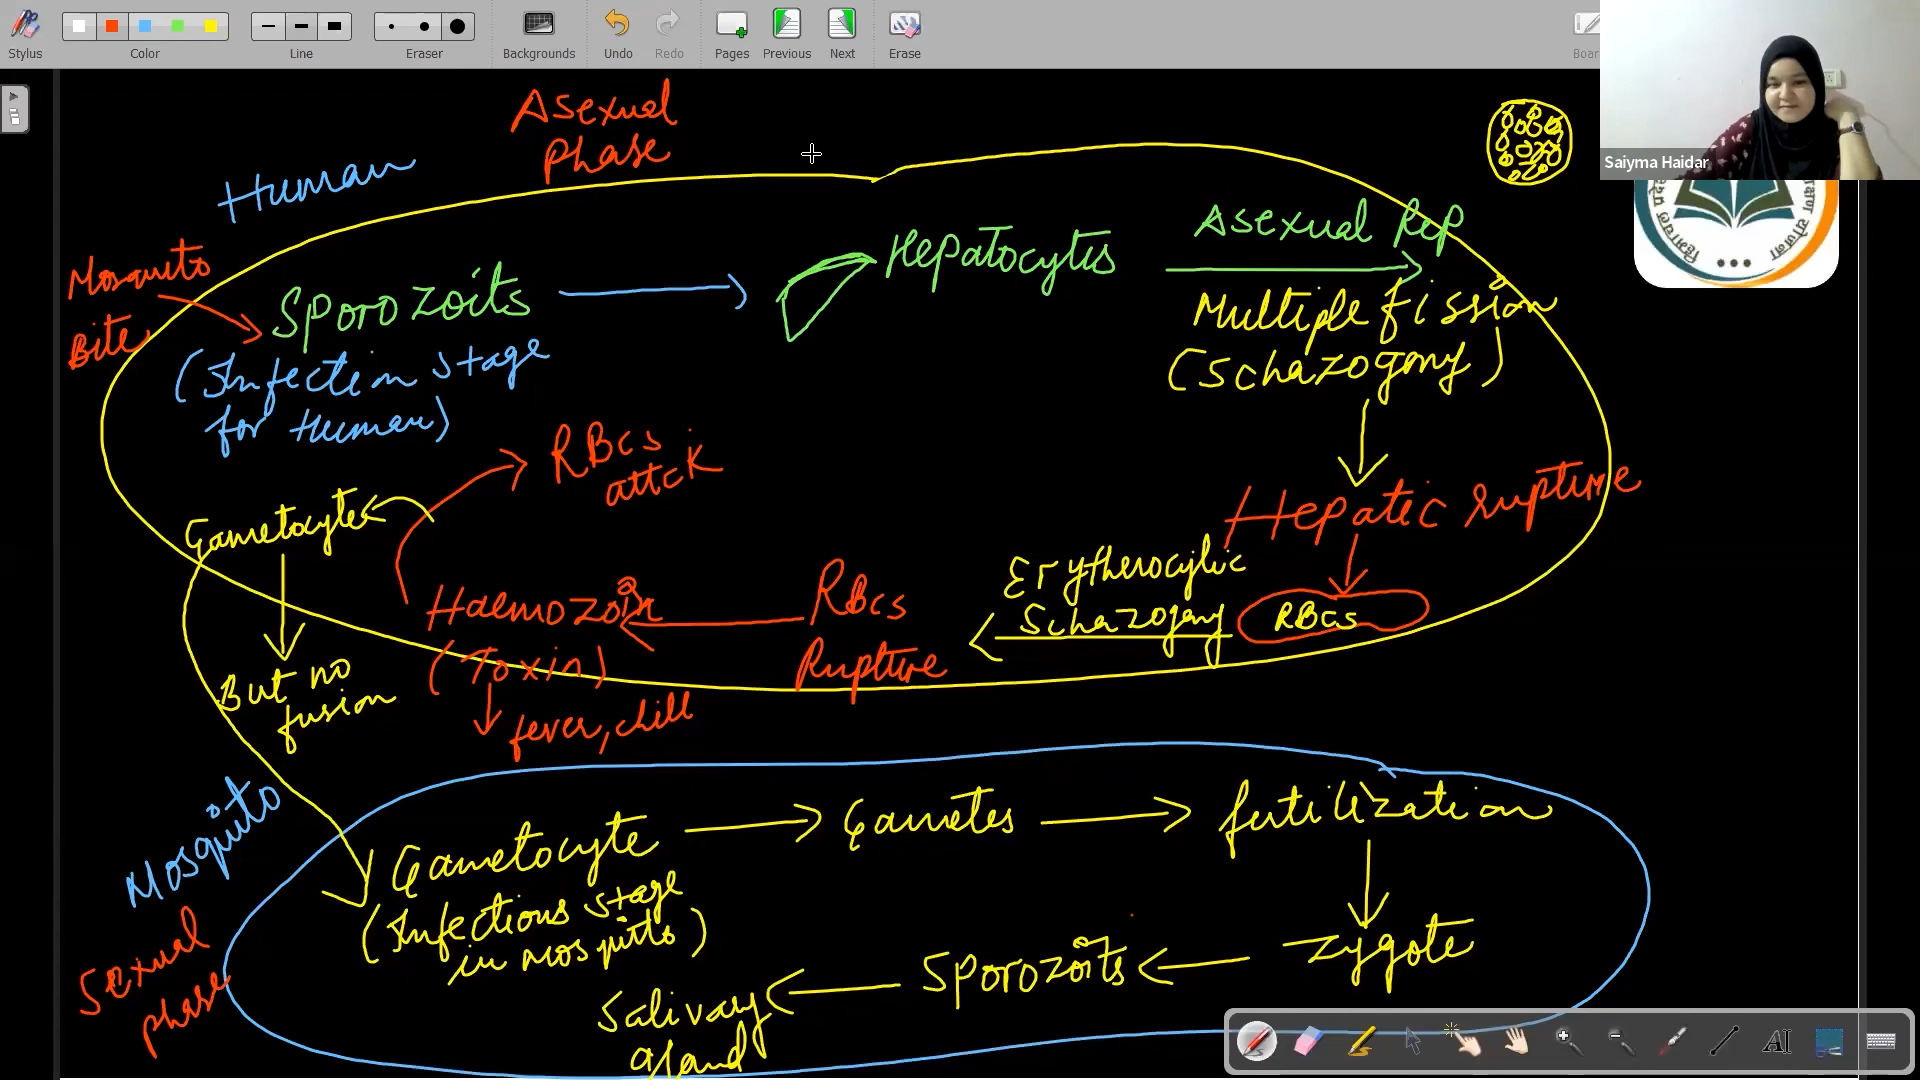 Stylus
Color
Line
Eraser
Backgrounds
Undo
Redo
Pages
Previous
Next
Erase
Saiyma Haidar
Asexual
Phase
Human
Mosquito
Bite
Sporozoits
(Infection stage
for Human)
Hepatocytes
Asexual Rep
Multiple fission
(Schazogony)
Hepatic rupture
RBcs
Erytherocylic
Schazogony
RBcs
Rupture
Haemozoin
(Toxin)
fever, chill
RBcs
attck
Gametocyte
But no
fusion
Mosquito
Sexual
phase
Gametocyte
(Infectious stage
in mosquitto)
Gametes
fertilization
Zygote
Sporozoits
Salivary
gland